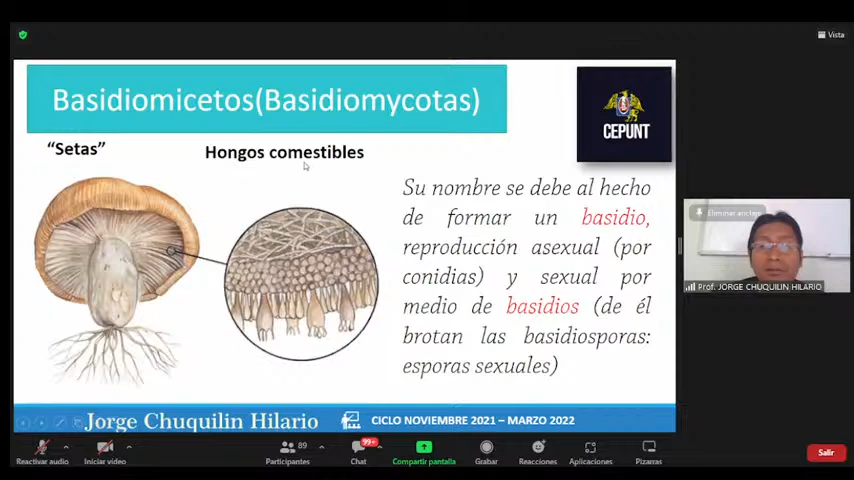 Vista
Basidiomicetos(Basidiomycotas)
CEPUNT
“Setas”
Hongos comestibles
Su nombre se debe al hecho
de formar un basidio,
reproducción asexual (por
conidias) y sexual por
medio de basidios (de él
brotan las basidiosporas:
esporas sexuales)
Eliminar anclaje
Prof. JORGE CHUQUILIN HILARIO
Jorge Chuquilin Hilario
CICLO NOVIEMBRE 2021 – MARZO 2022
89
99+
Reactivar audio
Iniciar video
Participantes
Chat
Compartir pantalla
Grabar
Reacciones
Aplicaciones
Pizarras
Salir